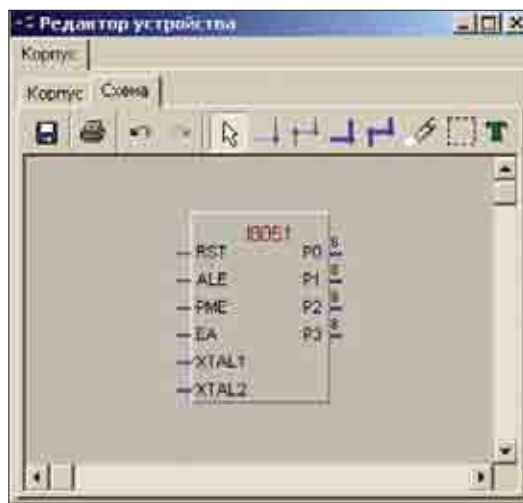 Редактор устройства
Корпус
Корпус Схема
I8051
RST P0 8
ALE P1 8
PME P2 8
EA P3 8
XTAL1
XTAL2